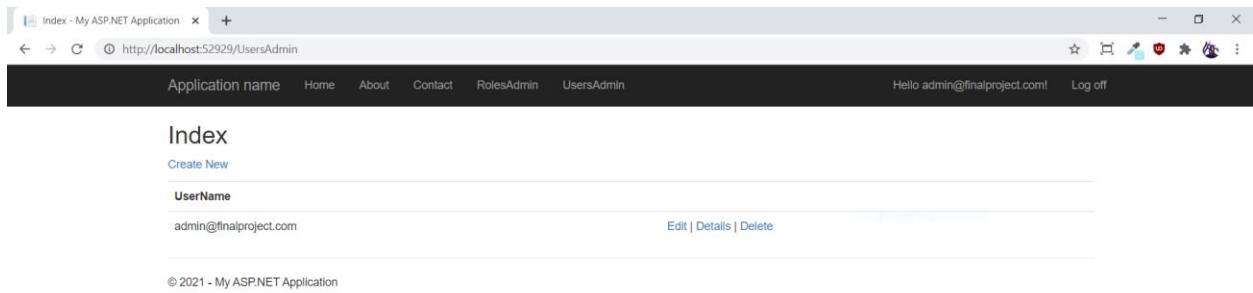 Index - My ASP.NET Application
http://localhost:52929/UsersAdmin
Application name Home About Contact RolesAdmin UsersAdmin Hello admin@finalproject.com! Log off
Index
Create New
UserName
admin@finalproject.com Edit | Details | Delete
© 2021 - My ASP.NET Application